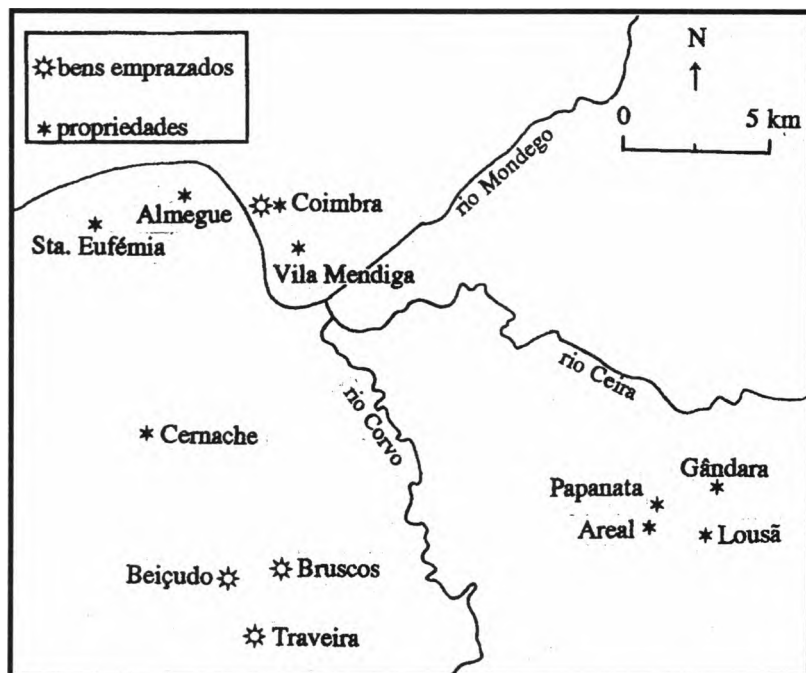 bens emprazados
propriedades
N
0 5 km
rio Mondego
Coimbra
Almegue
Sta. Eufémia
Vila Mendiga
rio Ceira
rio Corvo
Cernache
Gândara
Papanata
Areal
Lousã
Beiçudo
Bruscos
Traveira